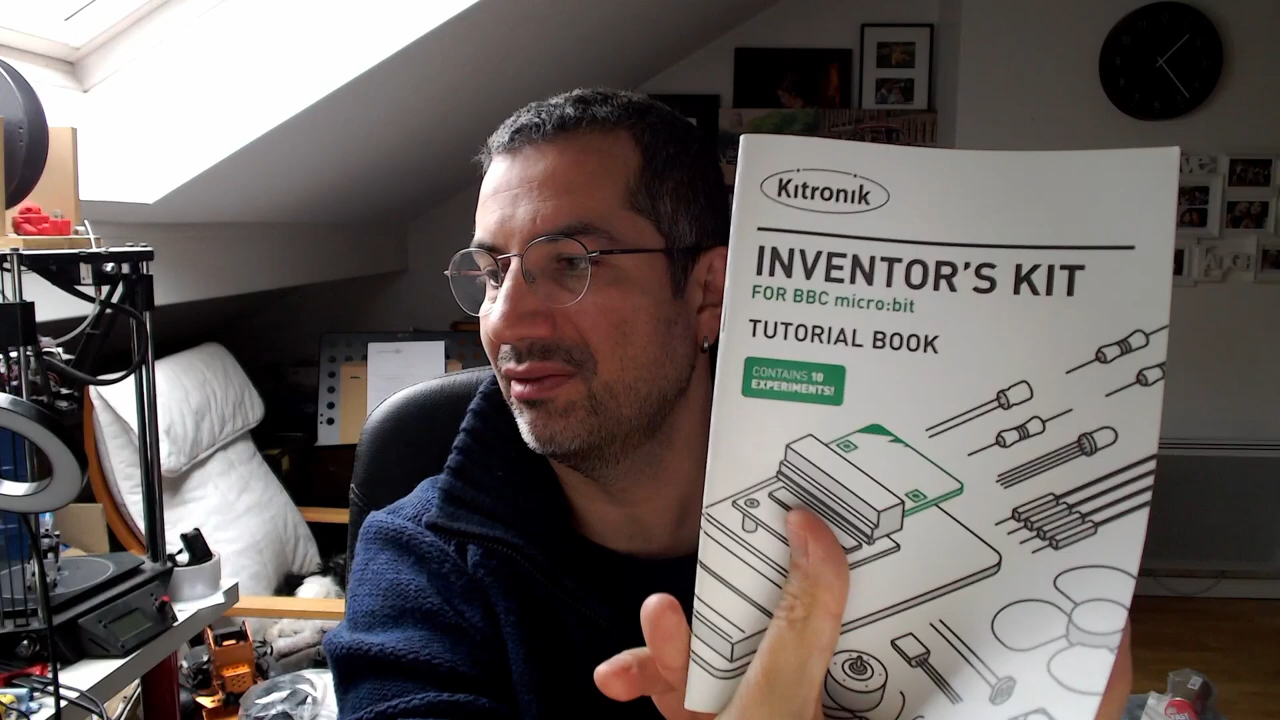 Kitronik
INVENTOR'S KIT
FOR BBC micro:bit
TUTORIAL BOOK
CONTAINS 10
EXPERIMENTS!